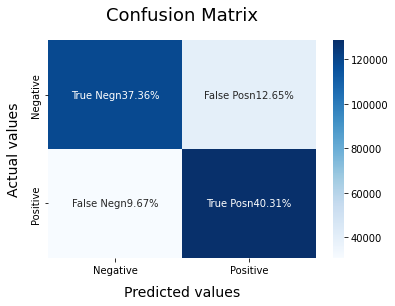 Confusion Matrix
True Negn37.36%
False Posn12.65%
False Negn9.67%
True Posn40.31%
Actual values
Negative
Positive
Negative
Positive
Predicted values
120000
100000
80000
60000
40000